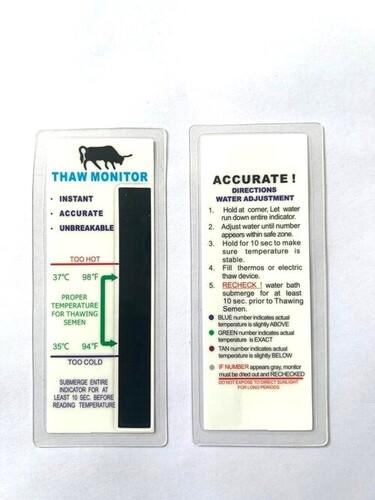 THAW MONITOR
• INSTANT
• ACCURATE
• UNBREAKABLE
TOO HOT
37℃ 98°F
PROPER
TEMPERATURE
FOR THAWING
SEMEN
35℃ 94°F
TOO COLD
SUBMERGE ENTIRE
INDICATOR FOR AT
LEAST 10 SEC. BEFORE
READING TEMPERATURE
ACCURATE !
DIRECTIONS
WATER ADJUSTMENT
1. Hold at corner, Let water
run down entire indicator.
2. Adjust water until number
appears within safe zone.
3. Hold for 10 sec to make
sure temperature is
stable.
4. Fill thermos or electric
thaw device.
5. RECHECK ! water bath
submerge for at least
10 sec. prior to Thawing
Semen.
BLUE number indicates actual
temperature is slightly ABOVE
GREEN number indicates actual
temperature is EXACT
TAN number indicates actual
temperature is slightly BELOW
IF NUMBER appears gray, monitor
must be dried out and RECHECKED
DO NOT EXPOSE TO DIRECT SUNLIGHT
FOR LONG PERIODS